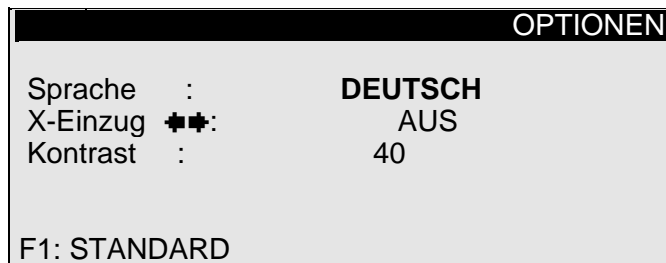 OPTIONEN
Sprache : DEUTSCH
X-Einzug ⬅➡: AUS
Kontrast : 40
F1: STANDARD